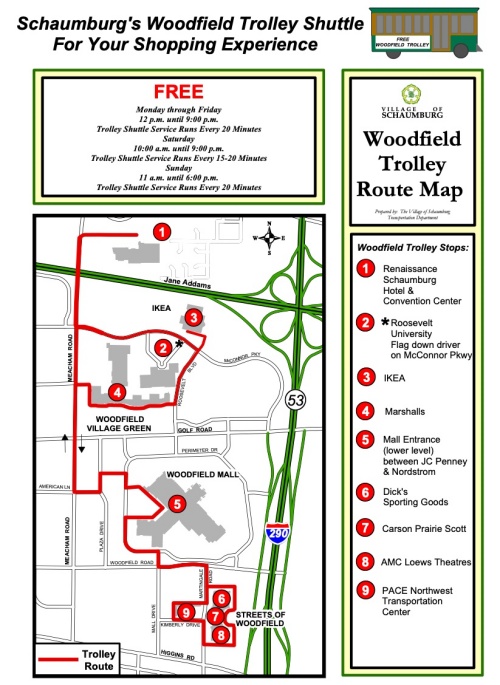 Schaumburg's Woodfield Trolley Shuttle
For Your Shopping Experience
FREE
WOODFIELD TROLLEY
FREE
Monday through Friday
12 p.m. until 9:00 p.m.
Trolley Shuttle Service Runs Every 20 Minutes
Saturday
10:00 a.m. until 9:00 p.m.
Trolley Shuttle Service Runs Every 15-20 Minutes
Sunday
11 a.m. until 6:00 p.m.
Trolley Shuttle Service Runs Every 20 Minutes
VILLAGE OF
SCHAUMBURG
Woodfield
Trolley
Route Map
Prepared by: The Village of Schaumburg
Transportation Department
Woodfield Trolley Stops:
1 Renaissance
Schaumburg
Hotel &
Convention Center
2 *Roosevelt
University
Flag down driver
on McConnor Pkwy
3 IKEA
4 Marshalls
5 Mall Entrance
(lower level)
between JC Penney
& Nordstrom
6 Dick's
Sporting Goods
7 Carson Prairie Scott
8 AMC Loews Theatres
9 PACE Northwest
Transportation
Center
1
N
W E
S
Jane Addams
IKEA
3
2 *
MEACHAM ROAD
McCONNOR PKY
ROOSEVELT BLVD
4
53
WOODFIELD
VILLAGE GREEN
GOLF ROAD
PERIMETER DR
WOODFIELD MALL
AMERICAN LN
5
MEACHAM ROAD
PLAZA DRIVE
290
WOODFIELD ROAD
MARTINGALE
ROAD
MALL DRIVE
6
9
7
STREETS OF
WOODFIELD
KIMBERLY DRIVE
8
HIGGINS RD
Trolley
Route